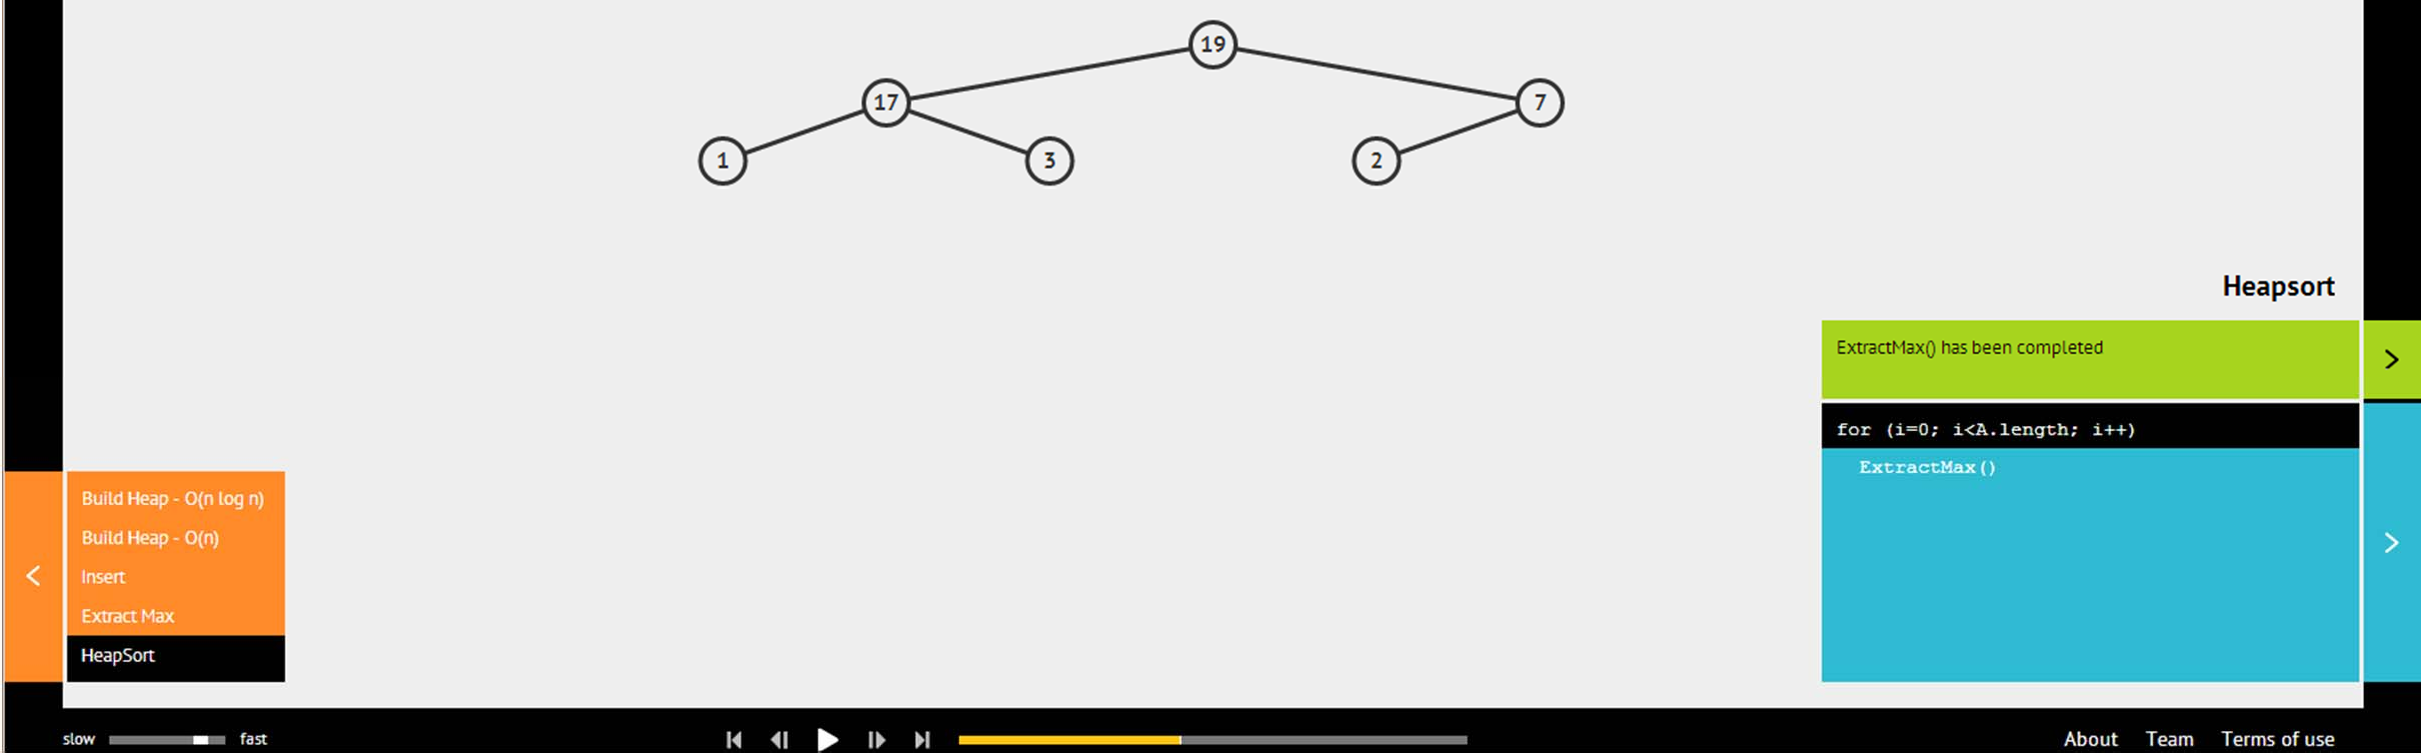 19
17
7
1
3
2
Heapsort
ExtractMax() has been completed
>
for (i=0; i<A.length; i++)
ExtractMax()
>
Build Heap - O(n log n)
Build Heap - O(n)
Insert
Extract Max
HeapSort
<
slow
fast
About
Team
Terms of use